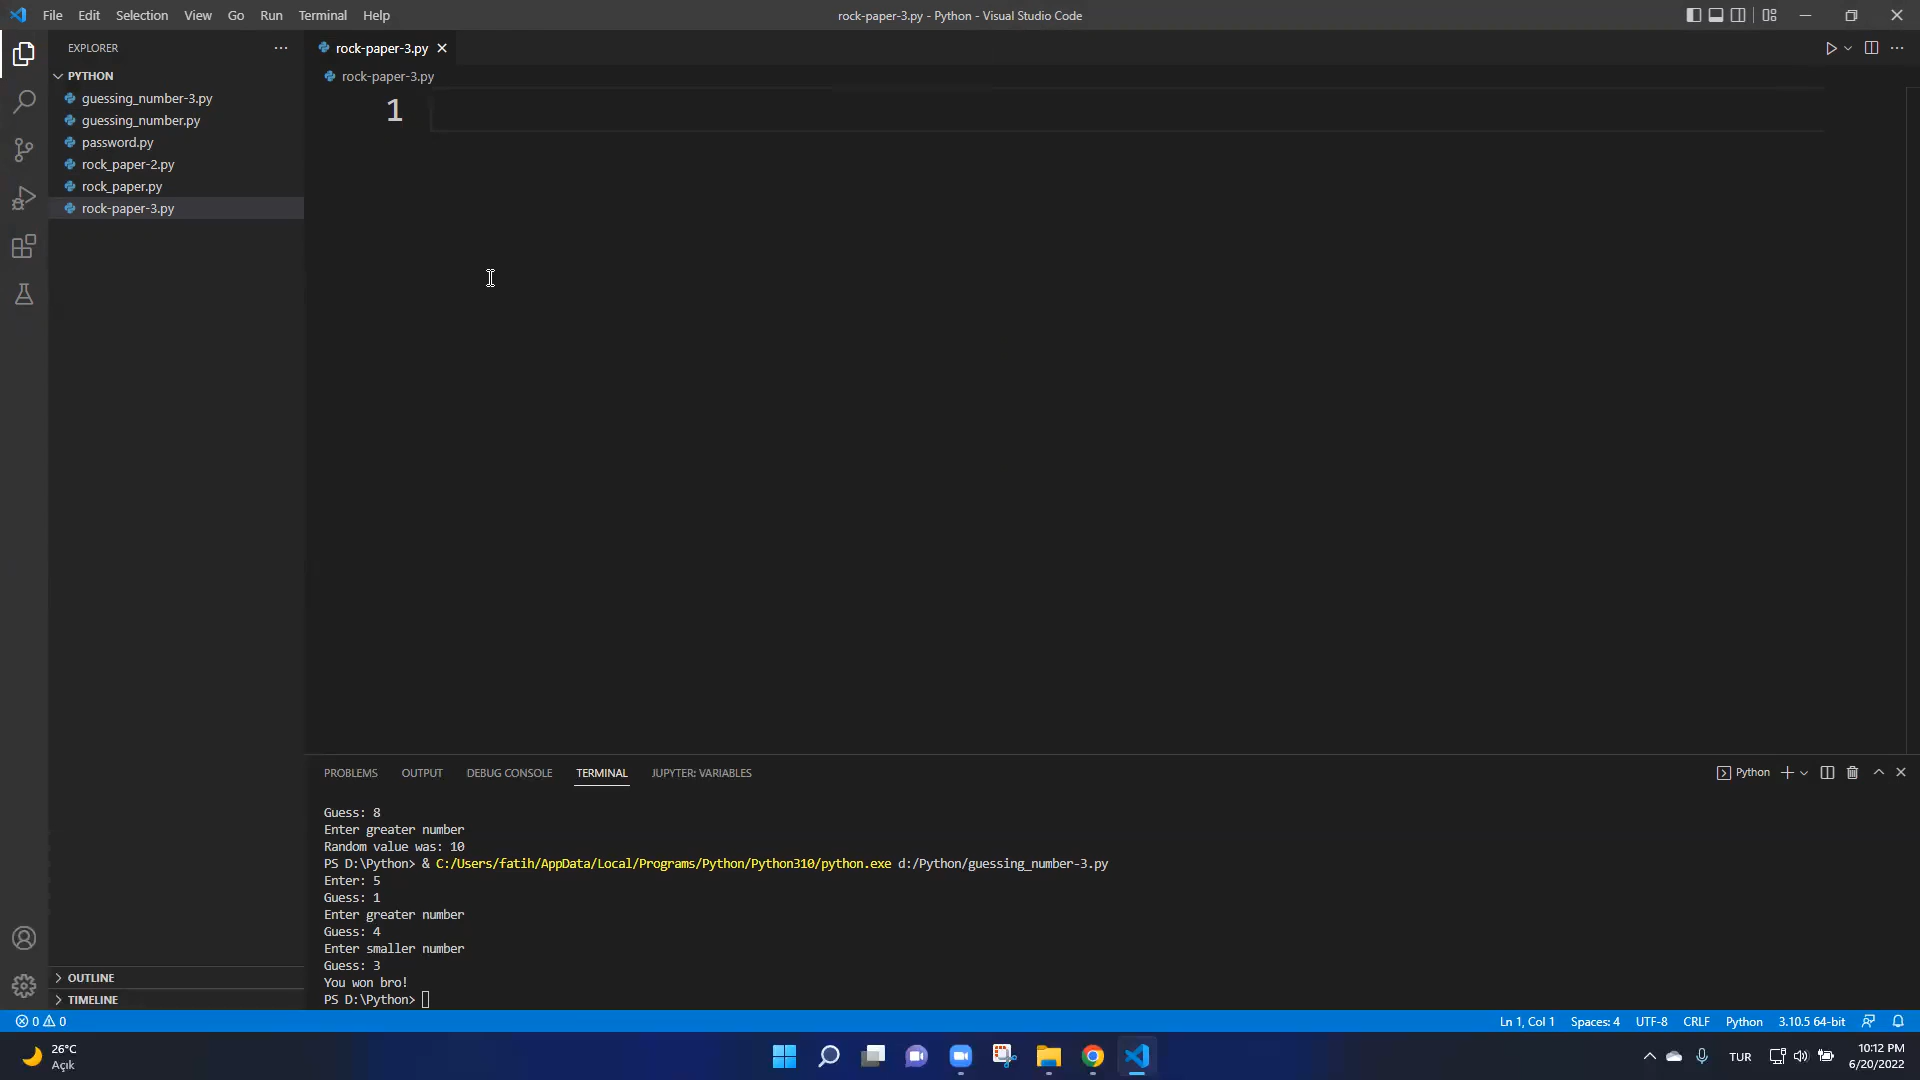 File Edit Selection View Go Run Terminal Help
rock-paper-3.py - Python - Visual Studio Code
EXPLORER
PYTHON
guessing_number-3.py
guessing_number.py
password.py
rock_paper-2.py
rock_paper.py
rock-paper-3.py
OUTLINE
TIMELINE
rock-paper-3.py
rock-paper-3.py
1
PROBLEMS OUTPUT DEBUG CONSOLE TERMINAL JUPYTER: VARIABLES
Python
Guess: 8
Enter greater number
Random value was: 10
PS D:\Python> & C:/Users/fatih/AppData/Local/Programs/Python/Python310/python.exe d:/Python/guessing_number-3.py
Enter: 5
Guess: 1
Enter greater number
Guess: 4
Enter smaller number
Guess: 3
You won bro!
PS D:\Python>
0 0
Ln 1, Col 1 Spaces: 4 UTF-8 CRLF Python 3.10.5 64-bit
26°C
Açık
TUR
10:12 PM
6/20/2022